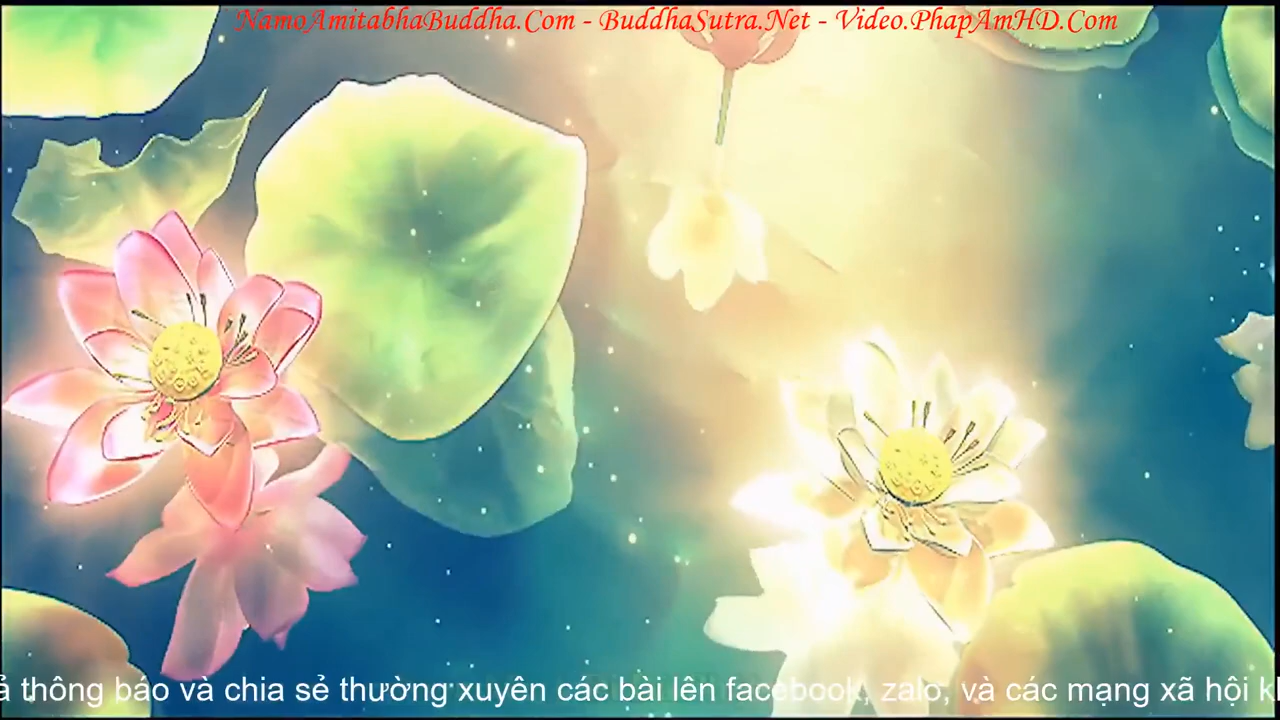 NamoAmitabhaBuddha.Com - BuddhaSutra.Net - Video.PhapAmHD.Com
thông báo và chia sẻ thường xuyên các bài lên facebook, zalo, và các mạng xã hội